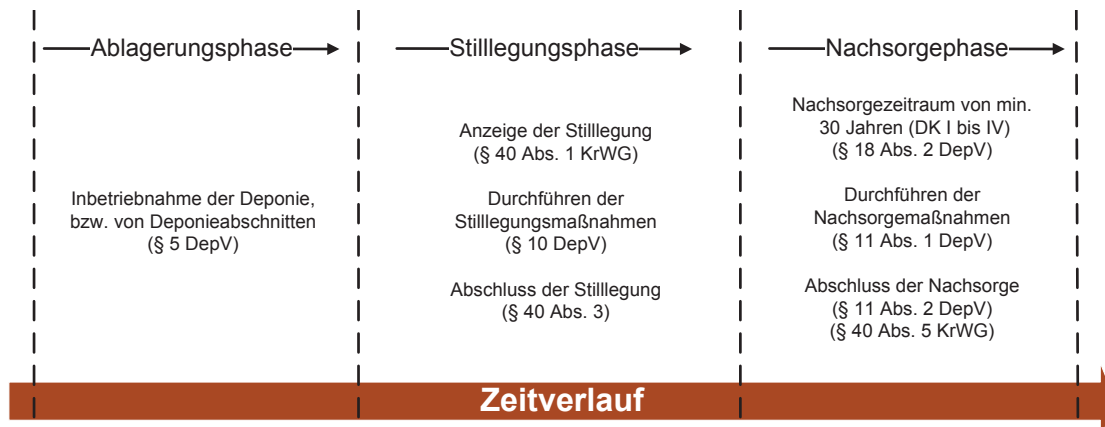 Ablagerungsphase
Stilllegungsphase
Nachsorgephase
Inbetriebnahme der Deponie,
bzw. von Deponieabschnitten
(§ 5 DepV)
Anzeige der Stilllegung
(§ 40 Abs. 1 KrWG)
Durchführen der
Stilllegungsmaßnahmen
(§ 10 DepV)
Abschluss der Stilllegung
(§ 40 Abs. 3)
Nachsorgezeitraum von min.
30 Jahren (DK I bis IV)
(§ 18 Abs. 2 DepV)
Durchführen der
Nachsorgemaßnahmen
(§ 11 Abs. 1 DepV)
Abschluss der Nachsorge
(§ 11 Abs. 2 DepV)
(§ 40 Abs. 5 KrWG)
Zeitverlauf